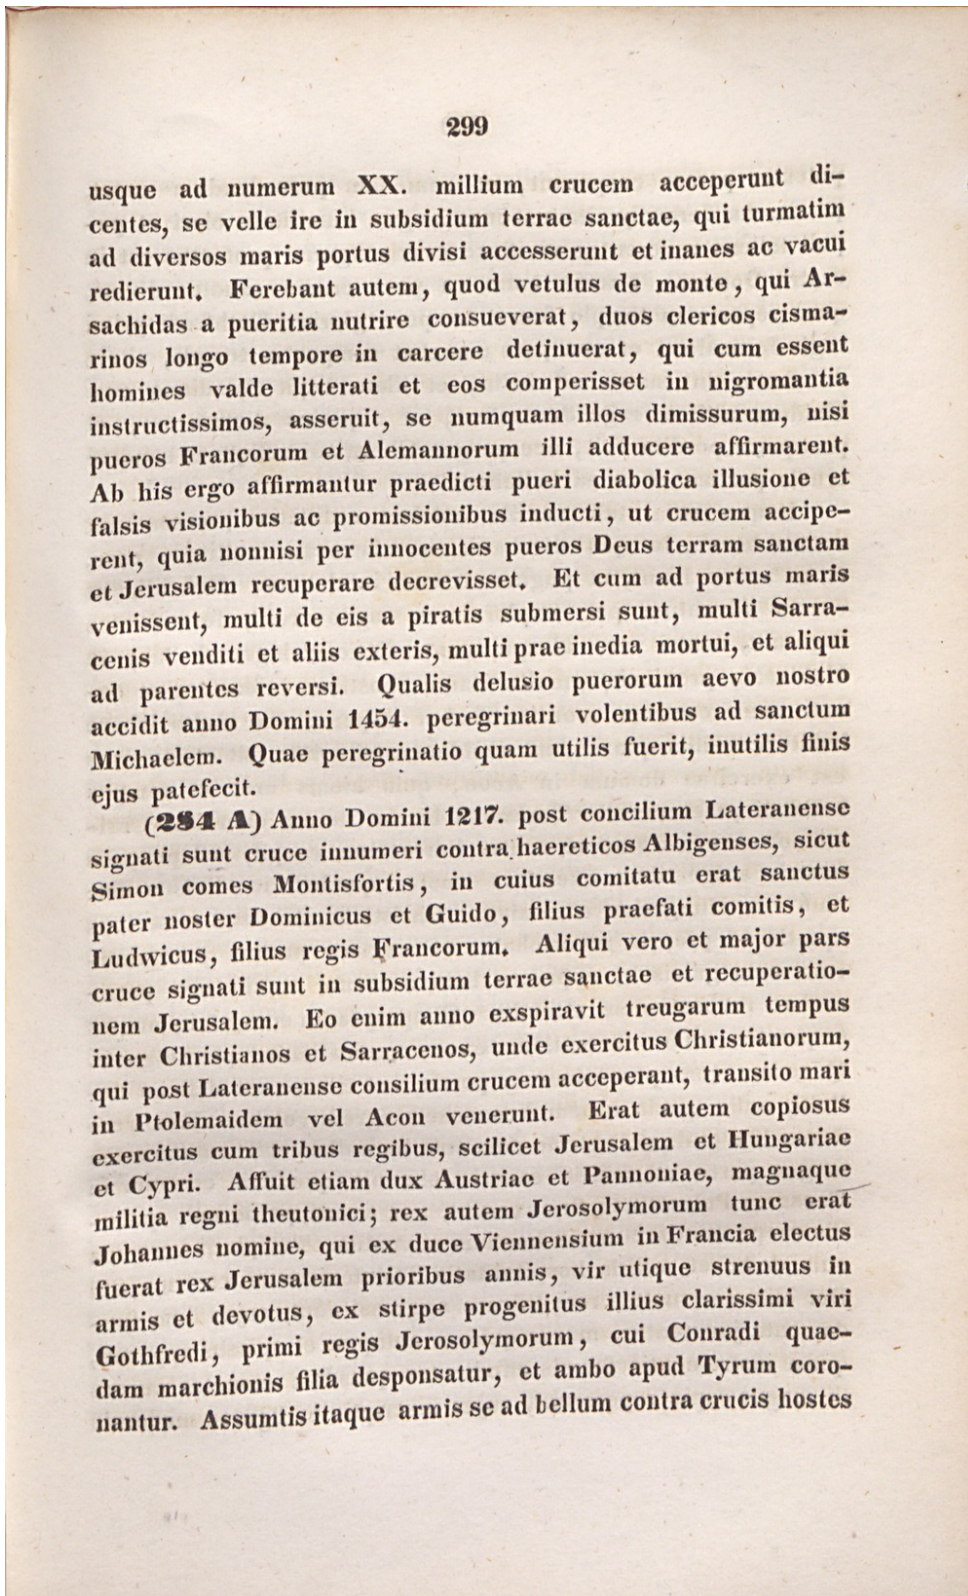 299
usque ad numerum XX. millium crucem acceperunt di-
centes, se velle ire in subsidium terrae sanctae, qui turmatim
ad diversos maris portus divisi accesserunt et inanes ac vacui
redierunt. Ferebant autem, quod vetulus de monte, qui Ar-
sachidas a pueritia nutrire consueverat, duos clericos cisma-
rinos longo tempore in carcere detinuerat, qui cum essent
homines valde litterati et eos comperisset in nigromantia
instructissimos, asseruit, se numquam illos dimissurum, nisi
pueros Francorum et Alemannorum illi adducere affirmarent.
Ab his ergo affirmantur praedicti pueri diabolica illusione et
falsis visionibus ac promissionibus inducti, ut crucem accipe-
rent, quia nonnisi per innocentes pueros Deus terram sanctam
et Jerusalem recuperare decrevisset. Et cum ad portus maris
venissent, multi de eis a piratis submersi sunt, multi Sarra-
cenis venditi et aliis exteris, multi prae inedia mortui, et aliqui
ad parentes reversi. Qualis delusio puerorum aevo nostro
accidit anno Domini 1454. peregrinari volentibus ad sanctum
Michaelem. Quae peregrinatio quam utilis fuerit, inutilis finis
ejus patefecit.
(284 A) Anno Domini 1217. post concilium Lateranense
signati sunt cruce innumeri contra haereticos Albigenses, sicut
Simon comes Montisfortis, in cuius comitatu erat sanctus
pater noster Dominicus et Guido, filius praefati comitis, et
Ludwicus, filius regis Francorum. Aliqui vero et major pars
cruce signati sunt in subsidium terrae sanctae et recuperatio-
nem Jerusalem. Eo enim anno exspiravit treugarum tempus
inter Christianos et Sarracenos, unde exercitus Christianorum,
qui post Lateranense consilium crucem acceperant, transito mari
in Ptolemaidem vel Acon venerunt. Erat autem copiosus
exercitus cum tribus regibus, scilicet Jerusalem et Hungariae
et Cypri. Affuit etiam dux Austriae et Pannoniae, magnaque
militia regni theutonici; rex autem Jerosolymorum tunc erat
Johannes nomine, qui ex duce Viennensium in Francia electus
fuerat rex Jerusalem prioribus annis, vir utique strenuus in
armis et devotus, ex stirpe progenitus illius clarissimi viri
Gothfredi, primi regis Jerosolymorum, cui Conradi quae-
dam marchionis filia desponsatur, et ambo apud Tyrum coro-
nantur. Assumtis itaque armis se ad bellum contra crucis hostes